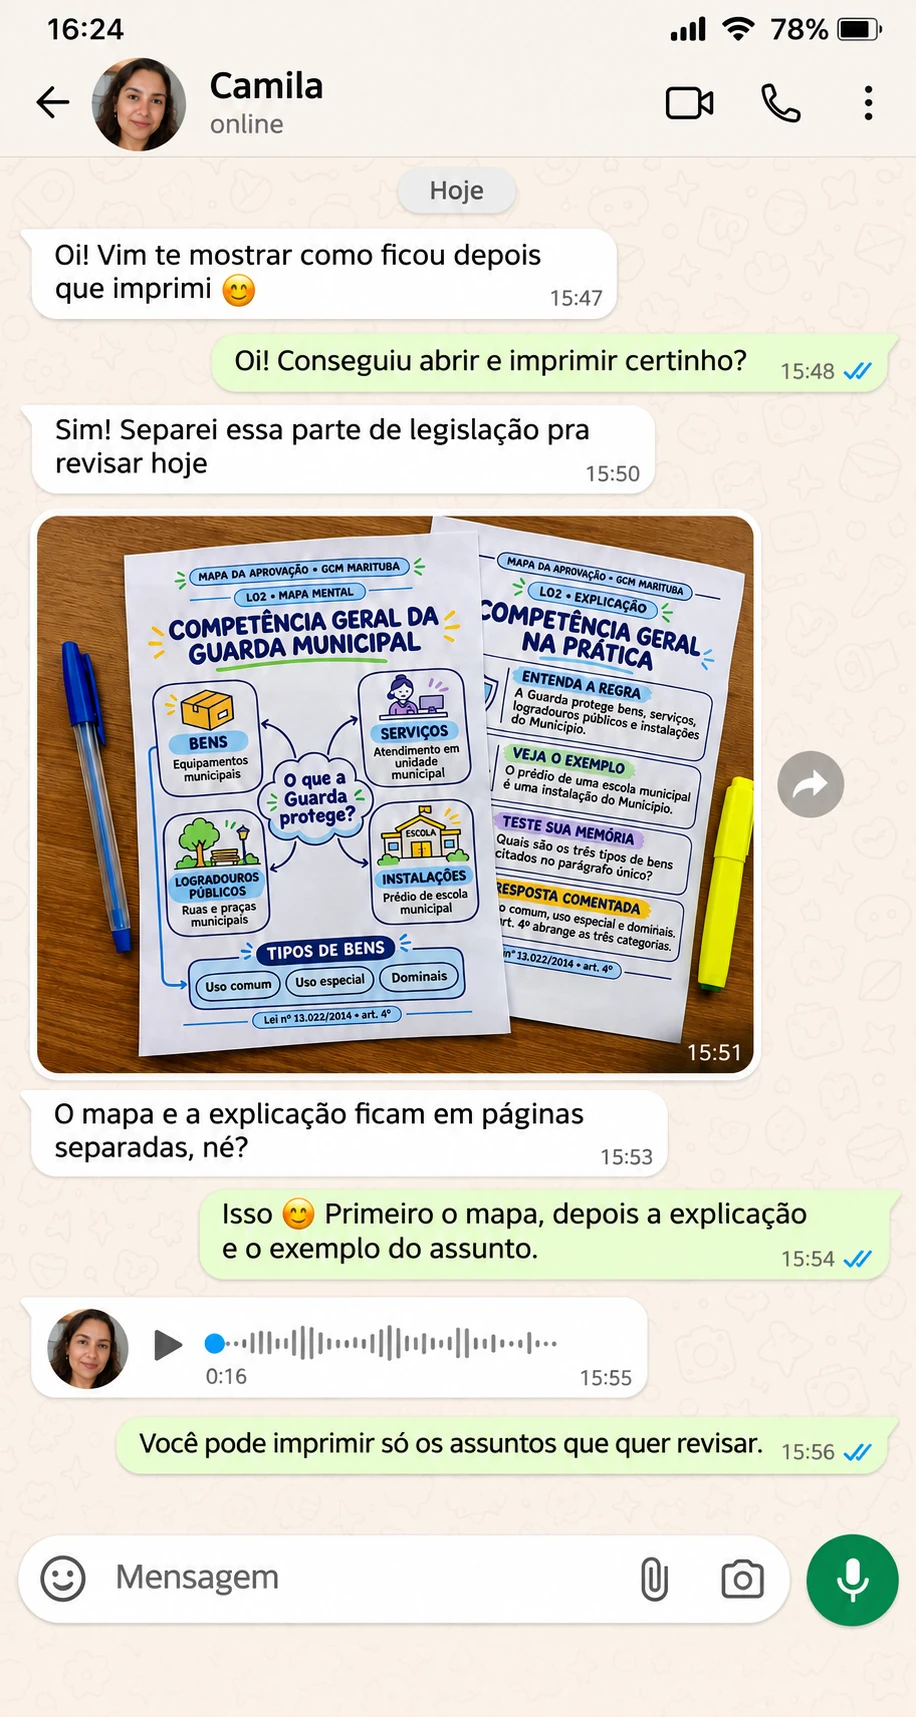 16:24
78%
Camila
online
Hoje
Oi! Vim te mostrar como ficou depois
que imprimi 😊
15:47
Oi! Conseguiu abrir e imprimir certinho?
15:48
Sim! Separei essa parte de legislação pra
revisar hoje
15:50
MAPA DA APROVAÇÃO • GCM MARITUBA
L02 • MAPA MENTAL
COMPETÊNCIA GERAL DA
GUARDA MUNICIPAL
BENS
Equipamentos
municipais
SERVIÇOS
Atendimento em
unidade
municipal
O que a
Guarda
protege?
LOGRADOUROS
PÚBLICOS
Ruas e praças
municipais
ESCOLA
INSTALAÇÕES
Prédio de escola
municipal
TIPOS DE BENS
Uso comum
Uso especial
Dominais
Lei nº 13.022/2014 • art. 4º
MAPA DA APROVAÇÃO • GCM MARITUBA
L02 • EXPLICAÇÃO
COMPETÊNCIA GERAL
NA PRÁTICA
ENTENDA A REGRA
A Guarda protege bens, serviços,
logradouros públicos e instalações
do Município.
VEJA O EXEMPLO
O prédio de uma escola municipal
é uma instalação do Município.
TESTE SUA MEMÓRIA
Quais são os três tipos de bens
citados no parágrafo único?
RESPOSTA COMENTADA
o comum, uso especial e dominais.
art. 4º abrange as três categorias.
nº 13.022/2014 • art. 4º
15:51
O mapa e a explicação ficam em páginas
separadas, né?
15:53
Isso 😊 Primeiro o mapa, depois a explicação
e o exemplo do assunto.
15:54
0:16
15:55
Você pode imprimir só os assuntos que quer revisar.
15:56
Mensagem